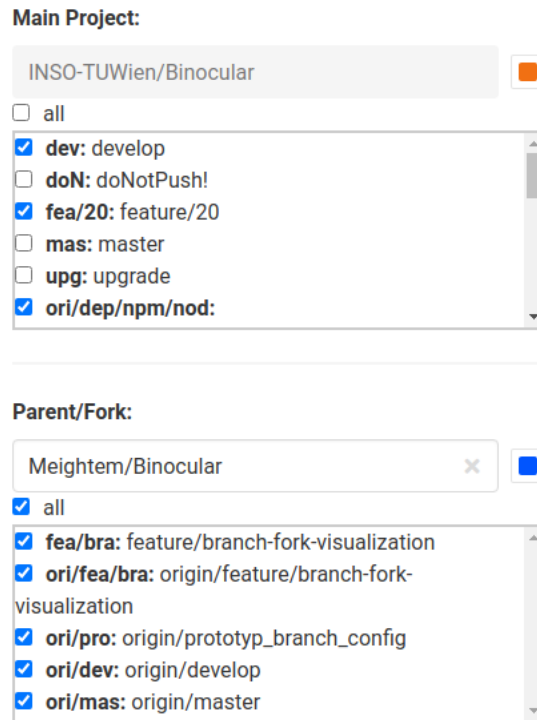 Main Project:
INSO-TUWien/Binocular
all
dev: develop
doN: doNotPush!
fea/20: feature/20
mas: master
upg: upgrade
ori/dep/npm/nod:
Parent/Fork:
Meightem/Binocular
all
fea/bra: feature/branch-fork-visualization
ori/fea/bra: origin/feature/branch-fork-
visualization
ori/pro: origin/prototyp_branch_config
ori/dev: origin/develop
ori/mas: origin/master